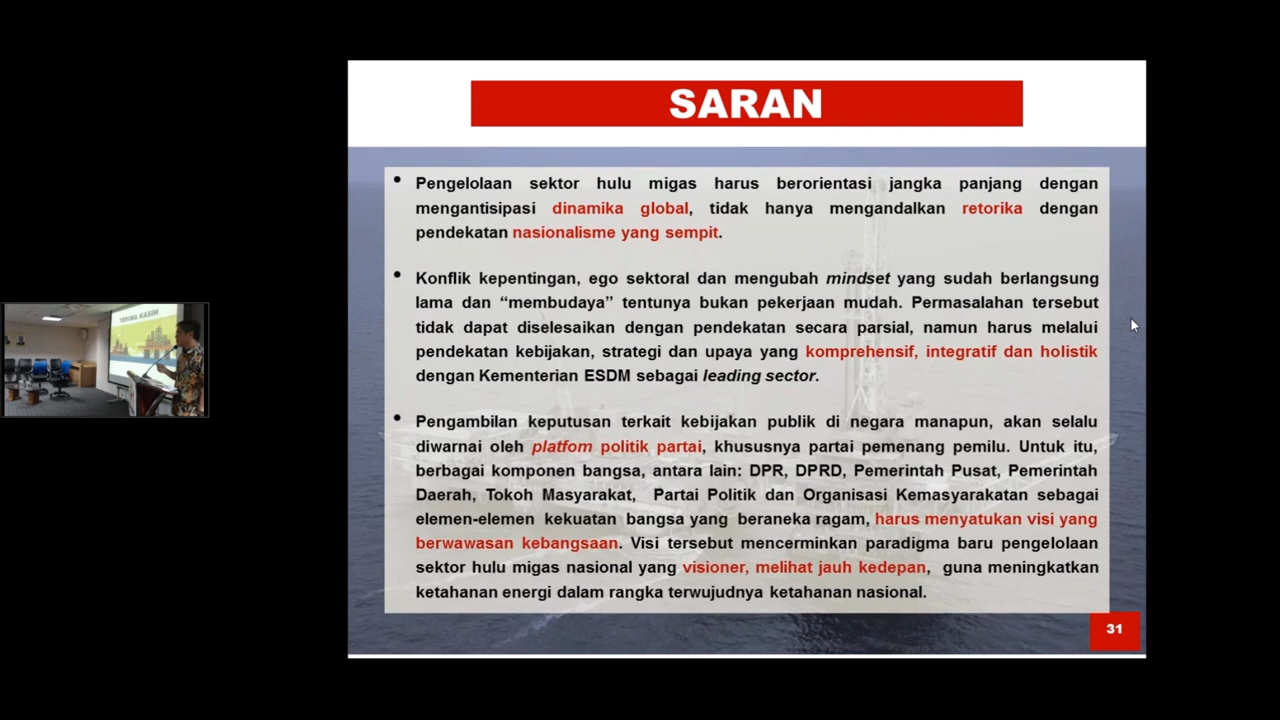 SARAN
• Pengelolaan sektor hulu migas harus berorientasi jangka panjang dengan
mengantisipasi dinamika global, tidak hanya mengandalkan retorika dengan
pendekatan nasionalisme yang sempit.
• Konflik kepentingan, ego sektoral dan mengubah mindset yang sudah berlangsung
lama dan “membudaya” tentunya bukan pekerjaan mudah. Permasalahan tersebut
tidak dapat diselesaikan dengan pendekatan secara parsial, namun harus melalui
pendekatan kebijakan, strategi dan upaya yang komprehensif, integratif dan holistik
dengan Kementerian ESDM sebagai leading sector.
• Pengambilan keputusan terkait kebijakan publik di negara manapun, akan selalu
diwarnai oleh platfom politik partai, khususnya partai pemenang pemilu. Untuk itu,
berbagai komponen bangsa, antara lain: DPR, DPRD, Pemerintah Pusat, Pemerintah
Daerah, Tokoh Masyarakat, Partai Politik dan Organisasi Kemasyarakatan sebagai
elemen-elemen kekuatan bangsa yang beraneka ragam, harus menyatukan visi yang
berwawasan kebangsaan. Visi tersebut mencerminkan paradigma baru pengelolaan
sektor hulu migas nasional yang visioner, melihat jauh kedepan, guna meningkatkan
ketahanan energi dalam rangka terwujudnya ketahanan nasional.
31
TERIMA KASIH